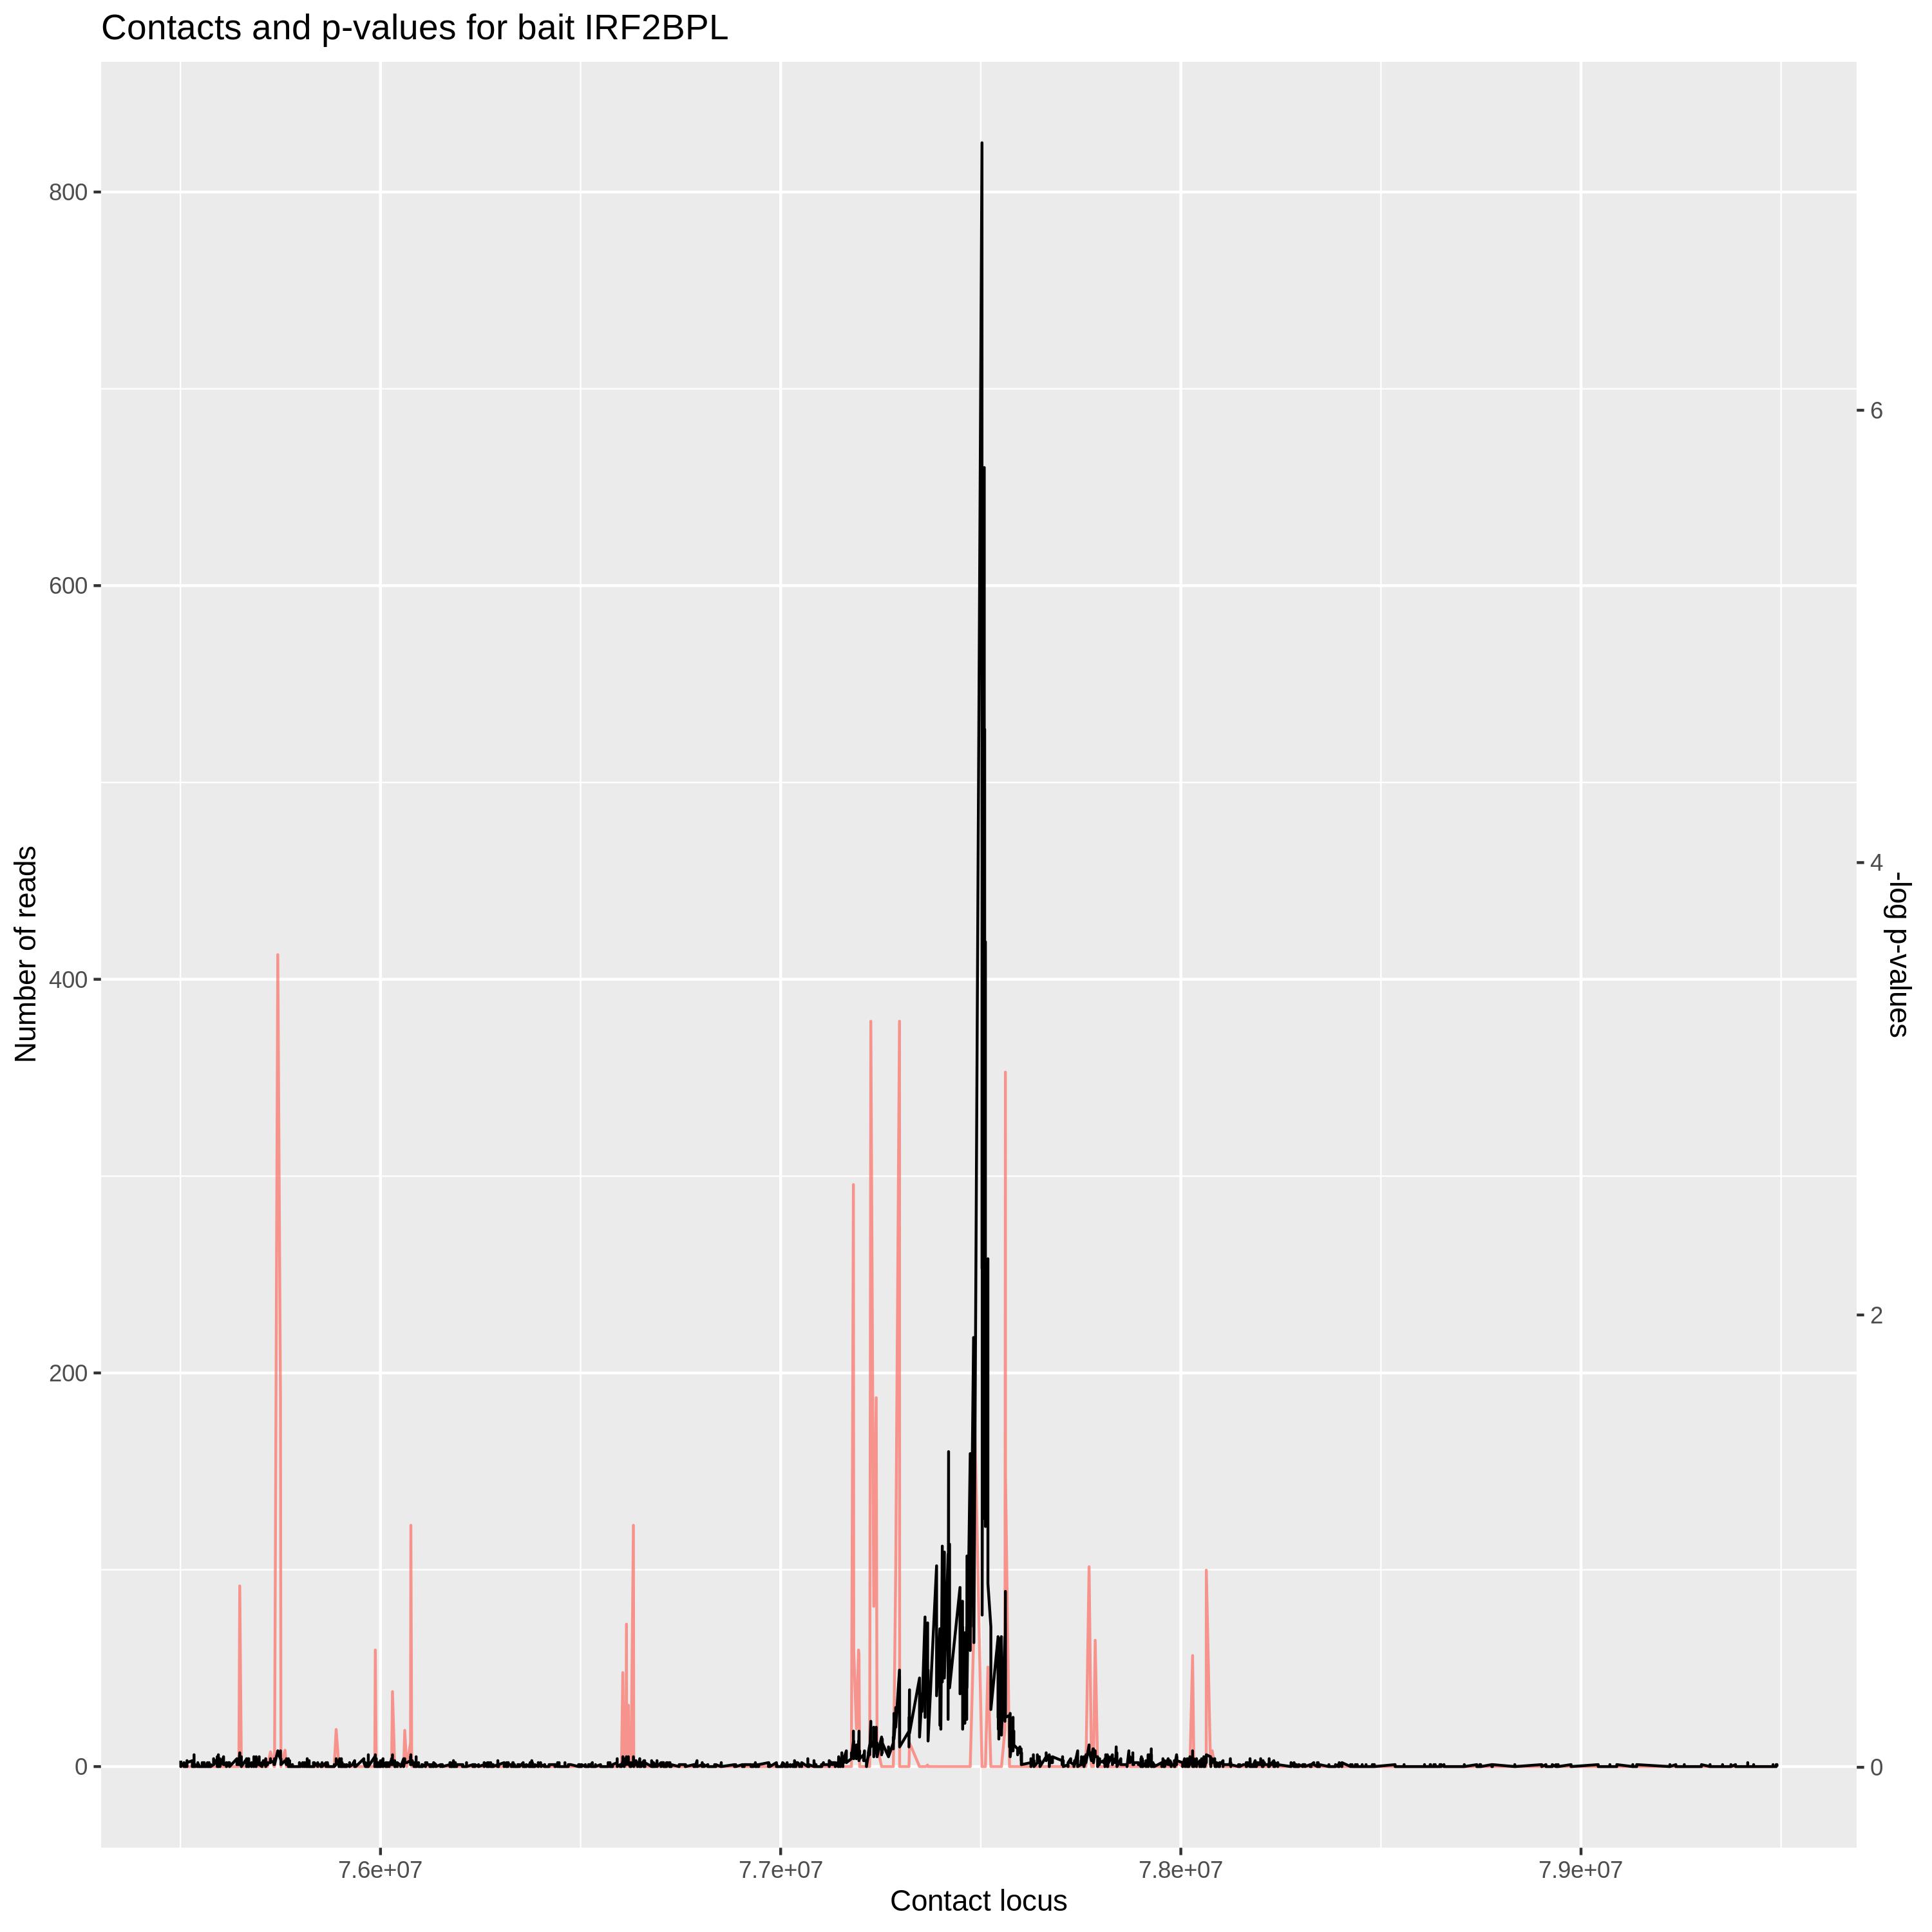 Contacts and p-values for bait IRF2BPL
800
600
400
200
0
Number of reads
6
4
2
0
-log p-values
7.6e+07
7.7e+07
7.8e+07
7.9e+07
Contact locus